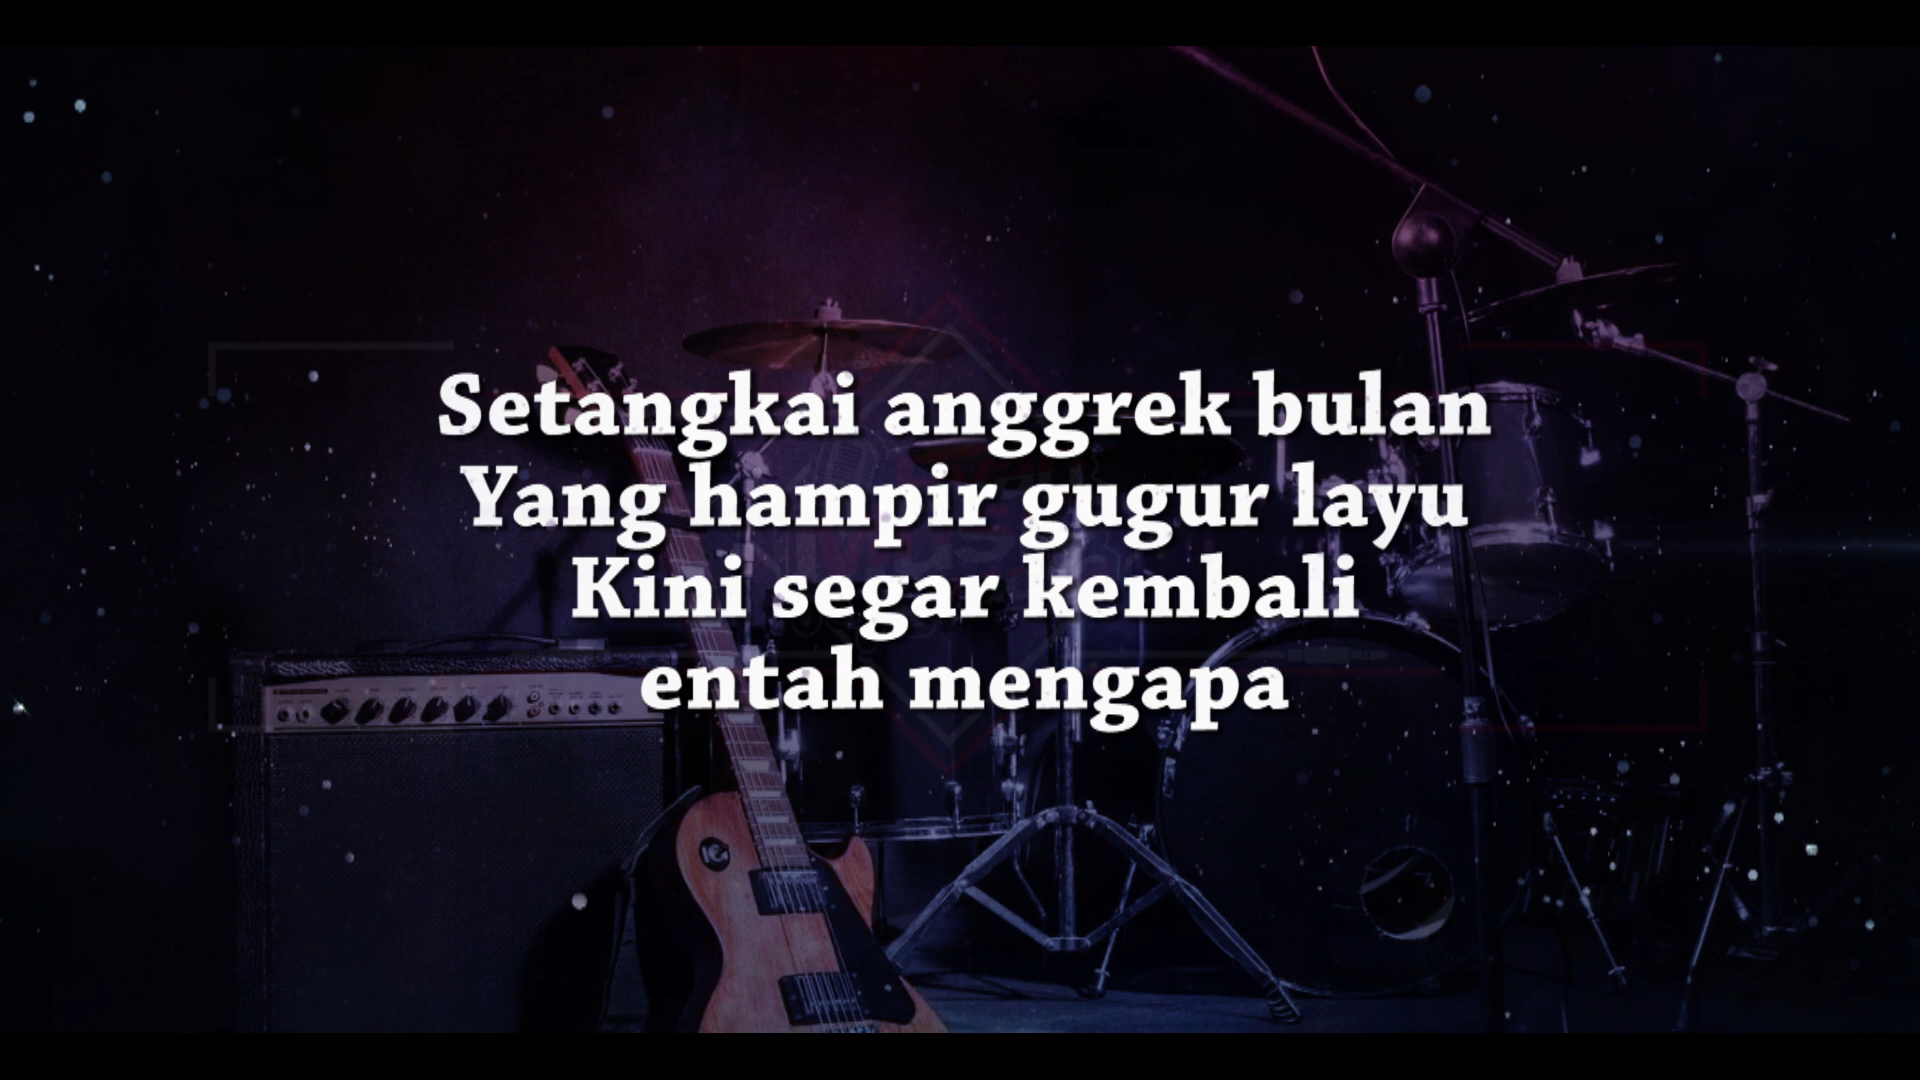 Setangkai anggrek bulan
Yang hampir gugur layu
Kini segar kembali
entah mengapa